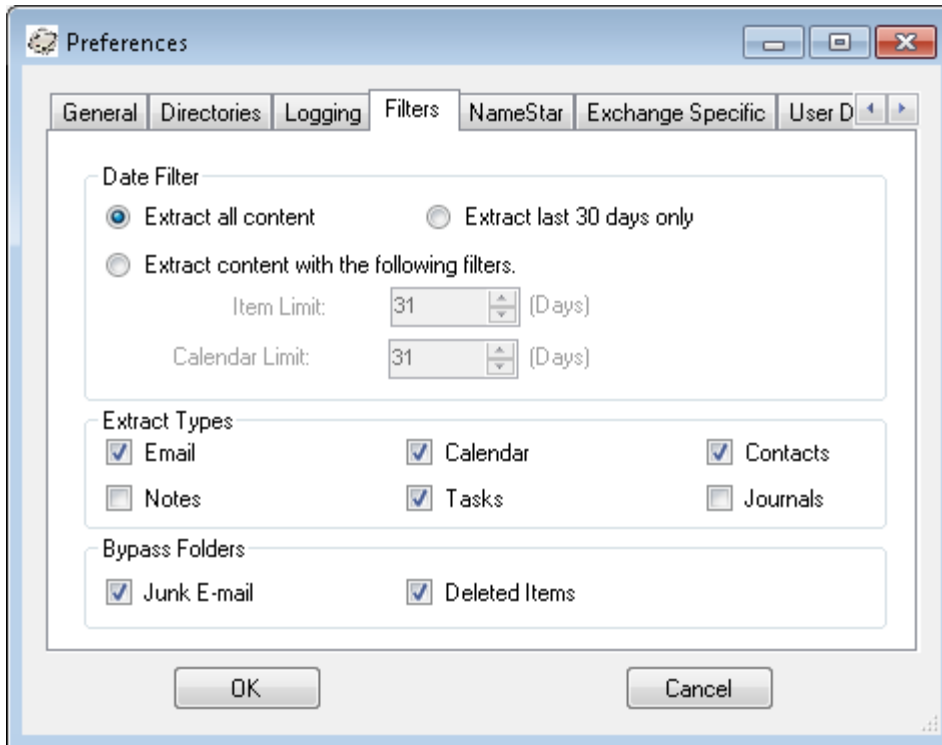 Preferences
General Directories Logging Filters NameStar Exchange Specific User D
Date Filter
Extract all content Extract last 30 days only
Extract content with the following filters.
Item Limit: 31 (Days)
Calendar Limit: 31 (Days)
Extract Types
Email Calendar Contacts
Notes Tasks Journals
Bypass Folders
Junk E-mail Deleted Items
OK Cancel